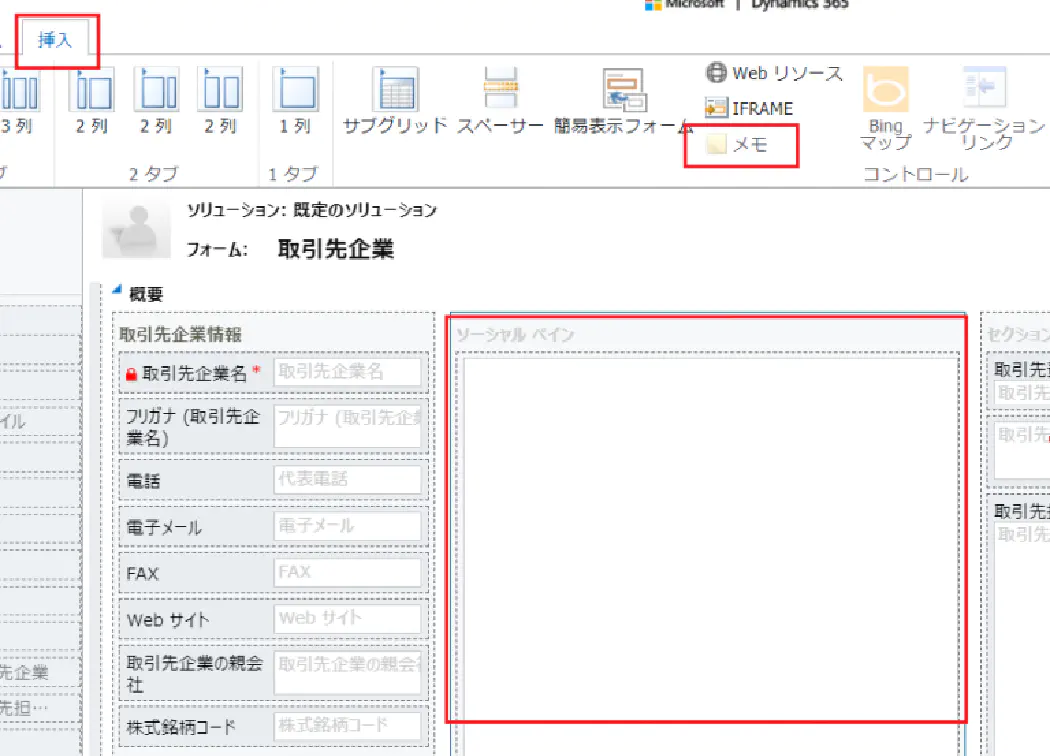 Microsoft | Dynamics 365
挿入
3 列
2 列
2 列
2 列
1 列
サブグリッド
スペーサー
簡易表示フォーム
Web リソース
IFRAME
メモ
Bing
マップ
ナビゲーション
リンク
ブ
2 タブ
1 タブ
コントロール
ソリューション: 既定のソリューション
フォーム: 取引先企業
概要
取引先企業情報
取引先企業名 *
取引先企業名
フリガナ (取引先企
業名)
フリガナ (取引先企業
電話
代表電話
電子メール
電子メール
FAX
FAX
Web サイト
Web サイト
取引先企業の親会
社
取引先企業の親会社
株式銘柄コード
株式銘柄コード
ソーシャル ペイン
セクション
取引先
取引先
取引先
取引先
取引先
イル
先企業
先担…